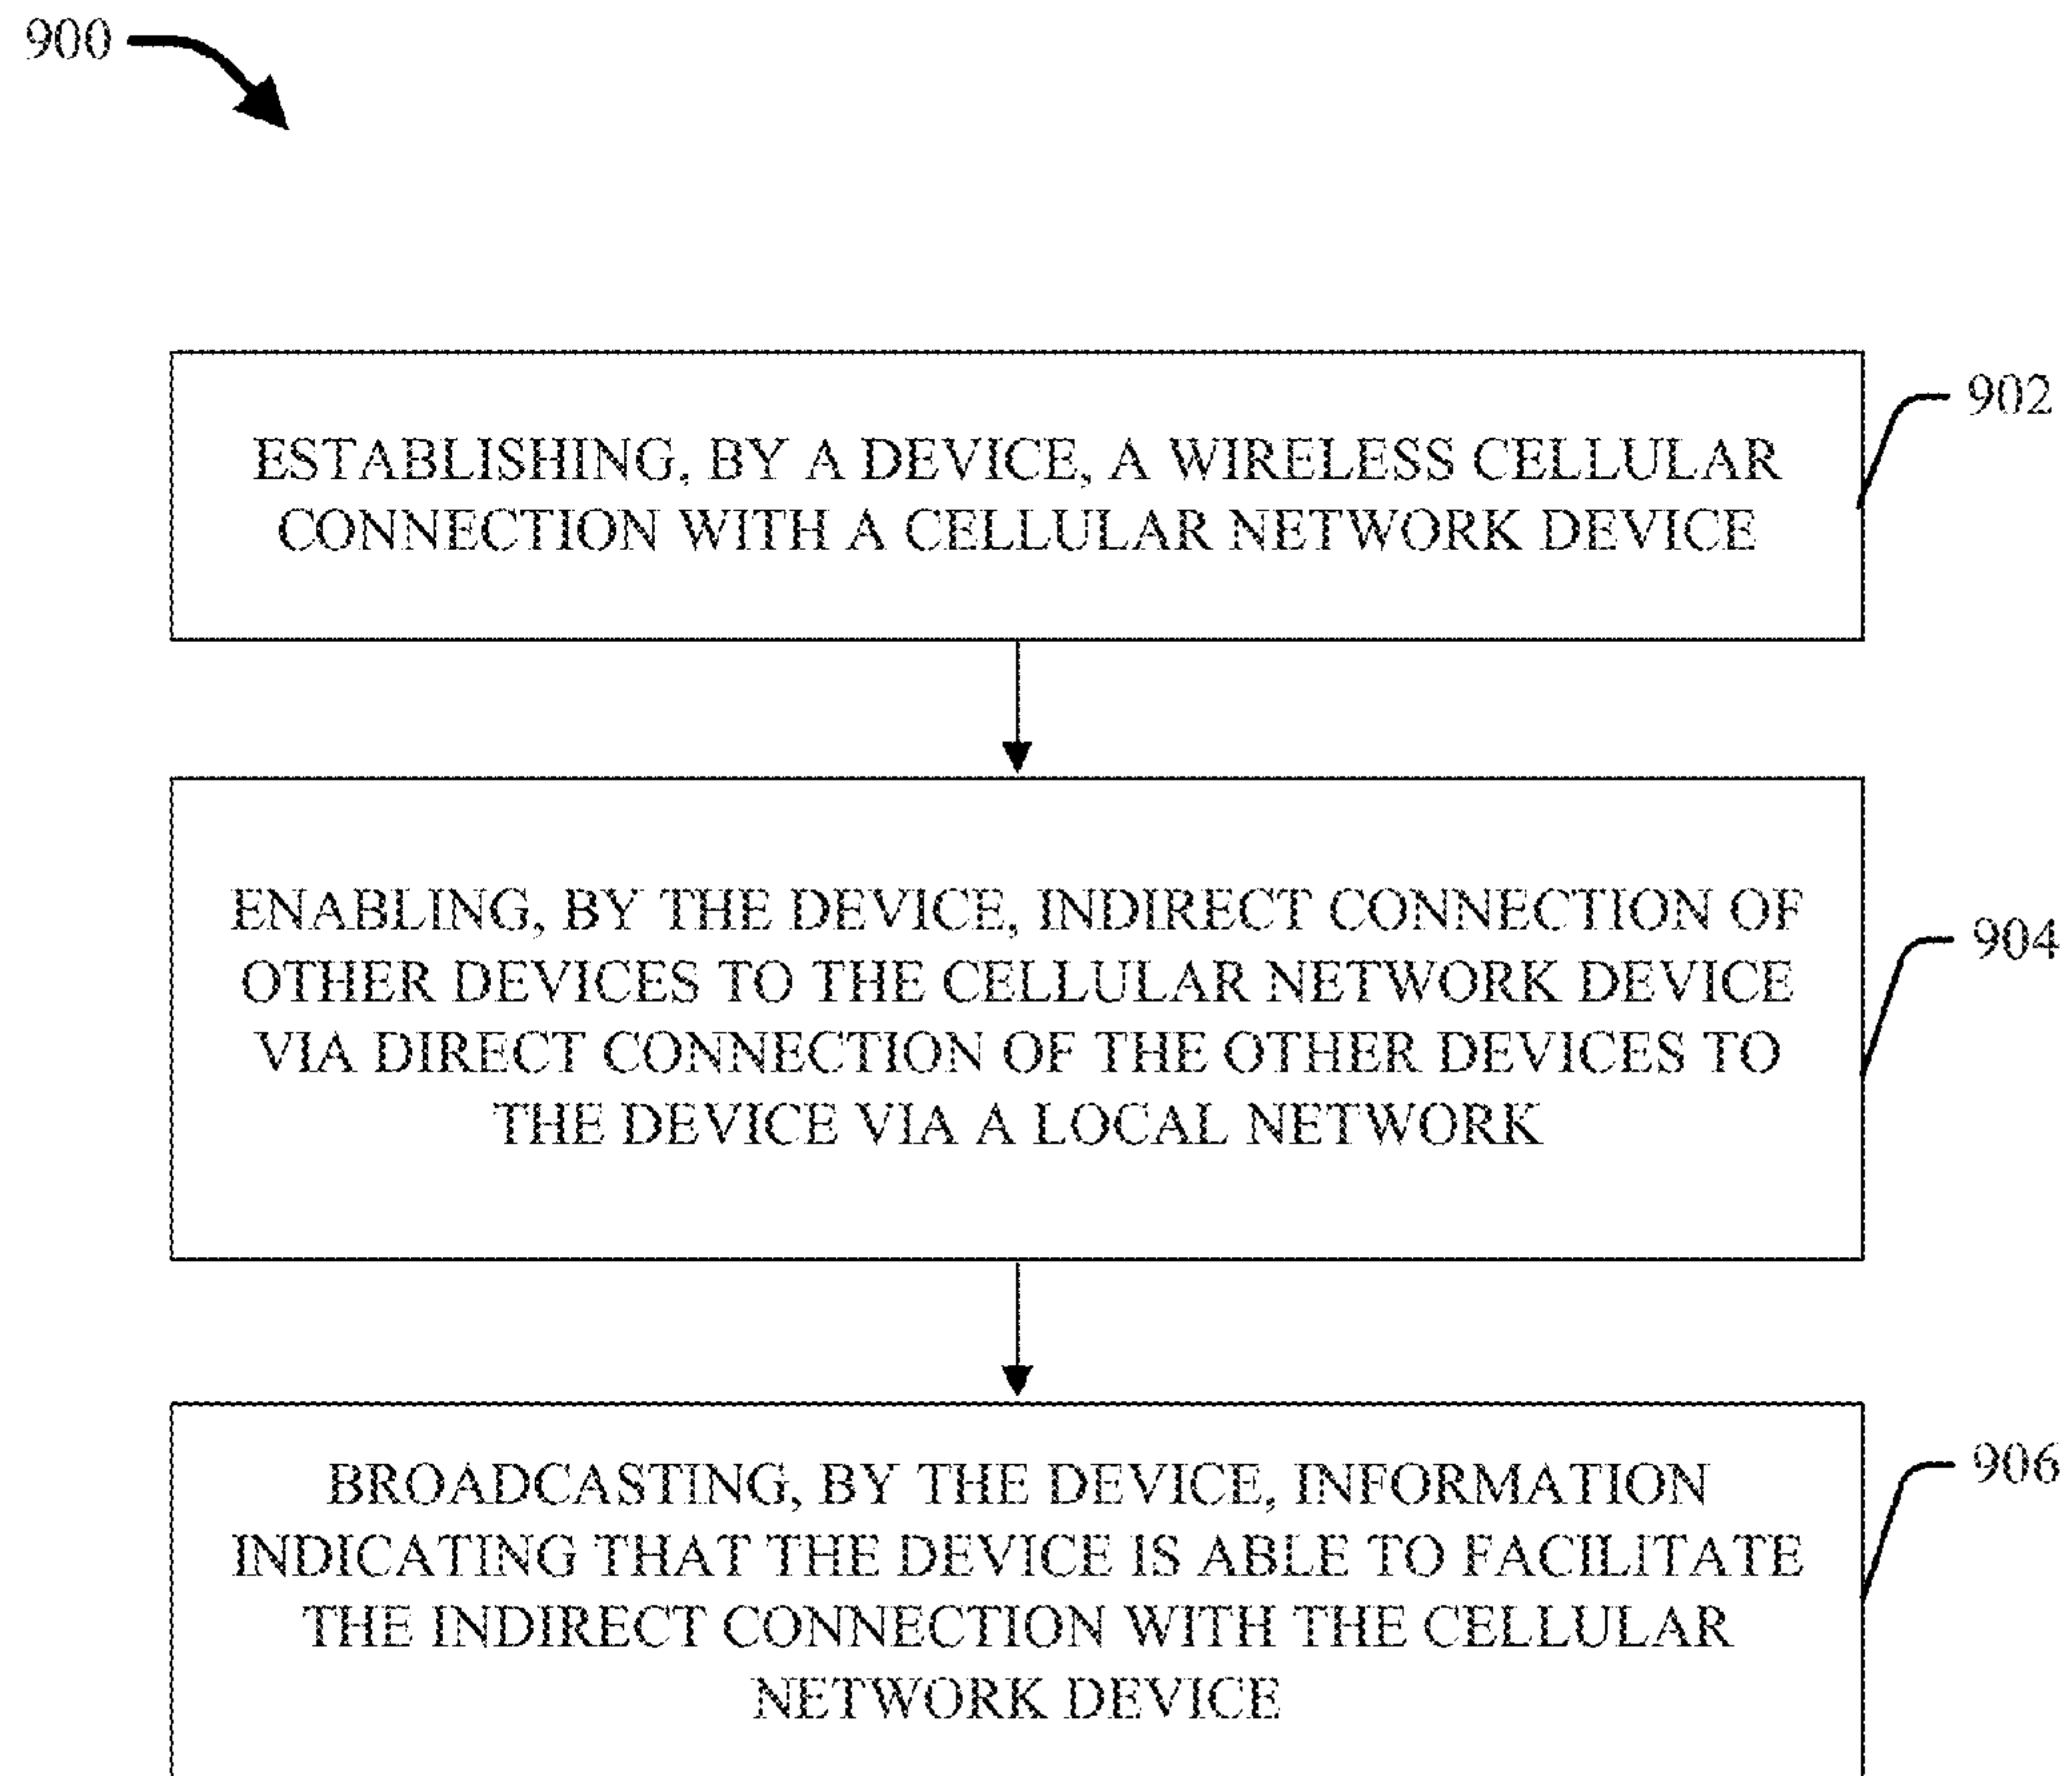 900
902
ESTABLISHING, BY A DEVICE, A WIRELESS CELLULAR
CONNECTION WITH A CELLULAR NETWORK DEVICE
904
ENABLING, BY THE DEVICE, INDIRECT CONNECTION OF
OTHER DEVICES TO THE CELLULAR NETWORK DEVICE
VIA DIRECT CONNECTION OF THE OTHER DEVICES TO
THE DEVICE VIA A LOCAL NETWORK
906
BROADCASTING, BY THE DEVICE, INFORMATION
INDICATING THAT THE DEVICE IS ABLE TO FACILITATE
THE INDIRECT CONNECTION WITH THE CELLULAR
NETWORK DEVICE